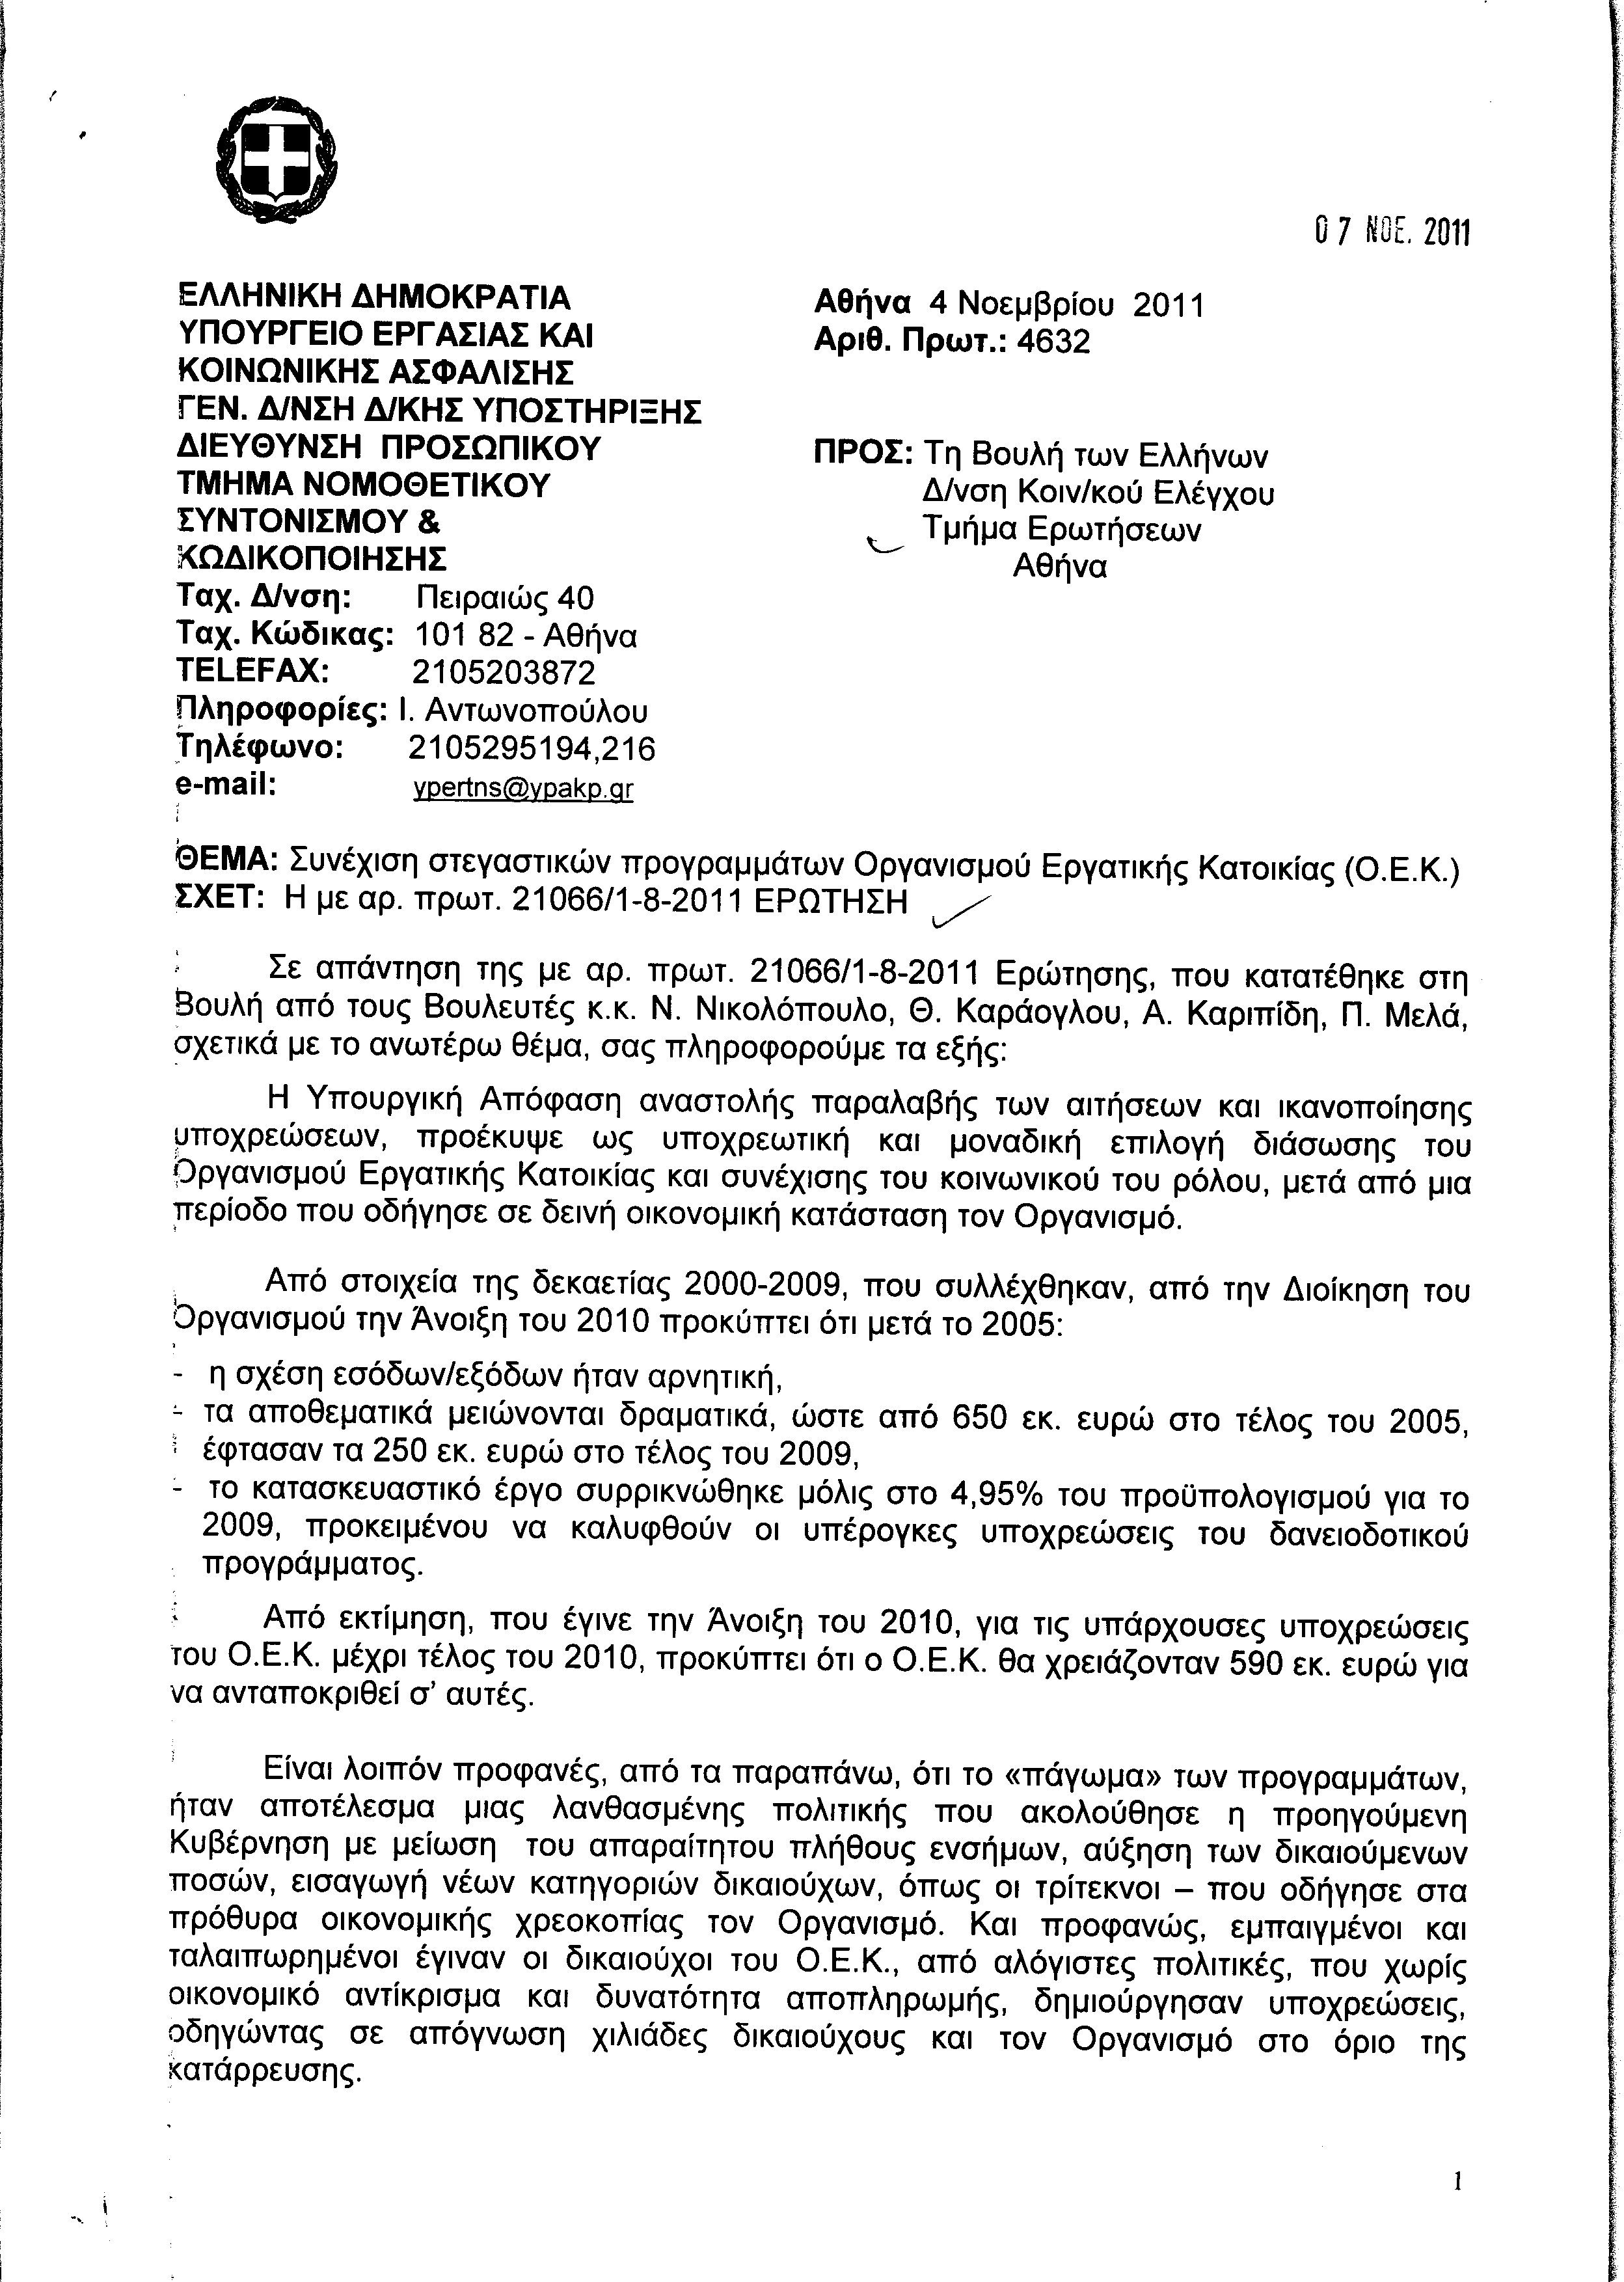 0 7 ΝΟΕ. 2011
ΕΛΛΗΝΙΚΗ ΔΗΜΟΚΡΑΤΙΑ
ΥΠΟΥΡΓΕΙΟ ΕΡΓΑΣΙΑΣ ΚΑΙ
ΚΟΙΝΩΝΙΚΗΣ ΑΣΦΑΛΙΣΗΣ
ΓΕΝ. Δ/ΝΣΗ Δ/ΚΗΣ ΥΠΟΣΤΗΡΙΞΗΣ
ΔΙΕΥΘΥΝΣΗ ΠΡΟΣΩΠΙΚΟΥ
ΤΜΗΜΑ ΝΟΜΟΘΕΤΙΚΟΥ
ΣΥΝΤΟΝΙΣΜΟΥ &
ΚΩΔΙΚΟΠΟΙΗΣΗΣ
Ταχ. Δ/νση: Πειραιώς 40
Ταχ. Κώδικας: 101 82 - Αθήνα
TELEFAX: 2105203872
Πληροφορίες: Ι. Αντωνοπούλου
Τηλέφωνο: 2105295194,216
e-mail: ypertns@ypakp.gr
Αθήνα 4 Νοεμβρίου 2011
Αριθ. Πρωτ.: 4632
ΠΡΟΣ: Τη Βουλή των Ελλήνων
Δ/νση Κοιν/κού Ελέγχου
Τμήμα Ερωτήσεων
Αθήνα
ΘΕΜΑ: Συνέχιση στεγαστικών προγραμμάτων Οργανισμού Εργατικής Κατοικίας (Ο.Ε.Κ.)
ΣΧΕΤ: Η με αρ. πρωτ. 21066/1-8-2011 ΕΡΩΤΗΣΗ
Σε απάντηση της με αρ. πρωτ. 21066/1-8-2011 Ερώτησης, που κατατέθηκε στη
Βουλή από τους Βουλευτές κ.κ. Ν. Νικολόπουλο, Θ. Καράογλου, Α. Καριπίδη, Π. Μελά,
σχετικά με το ανωτέρω θέμα, σας πληροφορούμε τα εξής:
Η Υπουργική Απόφαση αναστολής παραλαβής των αιτήσεων και ικανοποίησης
υποχρεώσεων, προέκυψε ως υποχρεωτική και μοναδική επιλογή διάσωσης του
Οργανισμού Εργατικής Κατοικίας και συνέχισης του κοινωνικού του ρόλου, μετά από μια
περίοδο που οδήγησε σε δεινή οικονομική κατάσταση τον Οργανισμό.
Από στοιχεία της δεκαετίας 2000-2009, που συλλέχθηκαν, από την Διοίκηση του
Οργανισμού την Άνοιξη του 2010 προκύπτει ότι μετά το 2005:
- η σχέση εσόδων/εξόδων ήταν αρνητική,
- τα αποθεματικά μειώνονται δραματικά, ώστε από 650 εκ. ευρώ στο τέλος του 2005,
έφτασαν τα 250 εκ. ευρώ στο τέλος του 2009,
- το κατασκευαστικό έργο συρρικνώθηκε μόλις στο 4,95% του προϋπολογισμού για το
2009, προκειμένου να καλυφθούν οι υπέρογκες υποχρεώσεις του δανειοδοτικού
προγράμματος.
Από εκτίμηση, που έγινε την Άνοιξη του 2010, για τις υπάρχουσες υποχρεώσεις
του Ο.Ε.Κ. μέχρι τέλος του 2010, προκύπτει ότι ο Ο.Ε.Κ. θα χρειάζονταν 590 εκ. ευρώ για
να ανταποκριθεί σ’ αυτές.
Είναι λοιπόν προφανές, από τα παραπάνω, ότι το «πάγωμα» των προγραμμάτων,
ήταν αποτέλεσμα μιας λανθασμένης πολιτικής που ακολούθησε η προηγούμενη
Κυβέρνηση με μείωση του απαραίτητου πλήθους ενσήμων, αύξηση των δικαιούμενων
ποσών, εισαγωγή νέων κατηγοριών δικαιούχων, όπως οι τρίτεκνοι – που οδήγησε στα
πρόθυρα οικονομικής χρεοκοπίας τον Οργανισμό. Και προφανώς, εμπαιγμένοι και
ταλαιπωρημένοι έγιναν οι δικαιούχοι του Ο.Ε.Κ., από αλόγιστες πολιτικές, που χωρίς
οικονομικό αντίκρισμα και δυνατότητα αποπληρωμής, δημιούργησαν υποχρεώσεις,
οδηγώντας σε απόγνωση χιλιάδες δικαιούχους και τον Οργανισμό στο όριο της
κατάρρευσης.
1